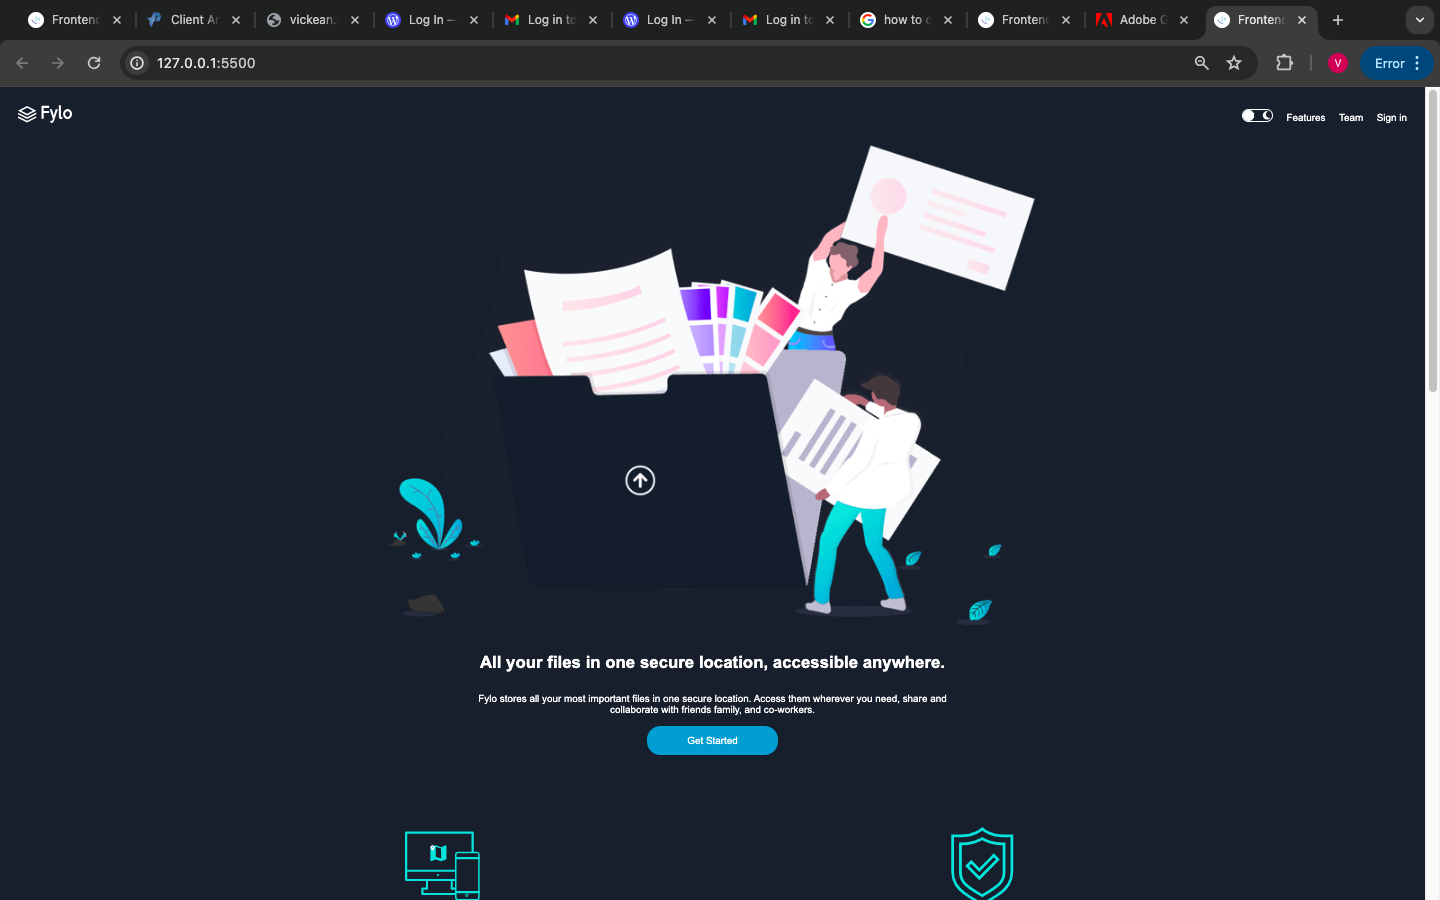 Frontend
Client Ar
vickean.
Log In —
Log in to
Log In —
Log in to
how to c
Frontend
Adobe G
Frontend
127.0.0.1:5500
V
Error
Fylo
Features
Team
Sign in
All your files in one secure location, accessible anywhere.
Fylo stores all your most important files in one secure location. Access them wherever you need, share and
collaborate with friends family, and co-workers.
Get Started